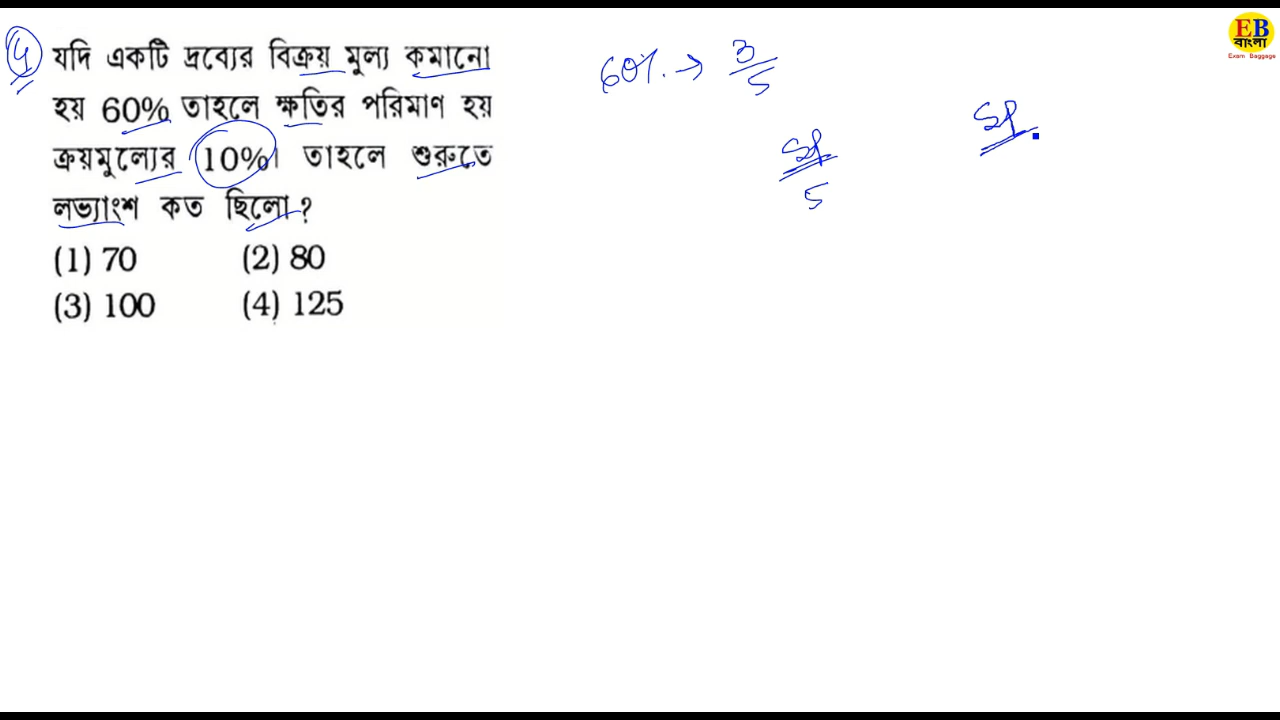 ৭
যদি একটি দ্রব্যের বিক্রয় মুল্য কমানো
হয় 60% তাহলে ক্ষতির পরিমাণ হয়
ক্রয়মুল্যের 10%। তাহলে শুরুতে
লভ্যাংশ কত ছিলো ?
(1) 70 (2) 80
(3) 100 (4) 125
60% → 3/5
SP
5
SP
EB
বাংলা
Exam Baggage